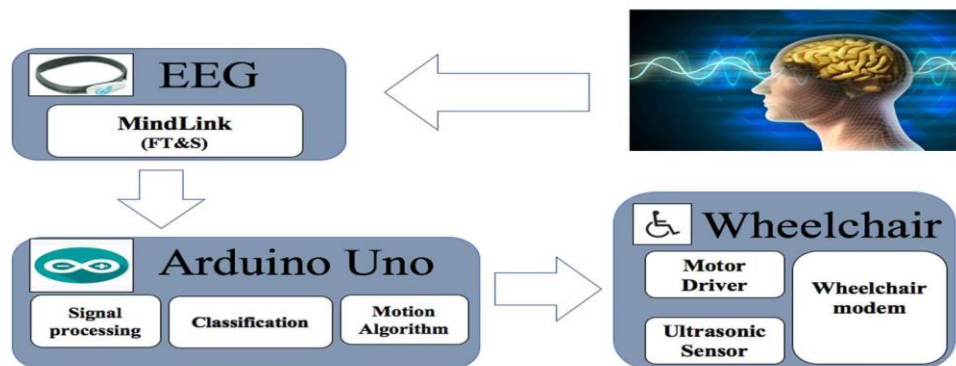 EEG
MindLink
(FT&S)
Arduino Uno
Signal
processing
Classification
Motion
Algorithm
Wheelchair
Motor
Driver
Ultrasonic
Sensor
Wheelchair
modem